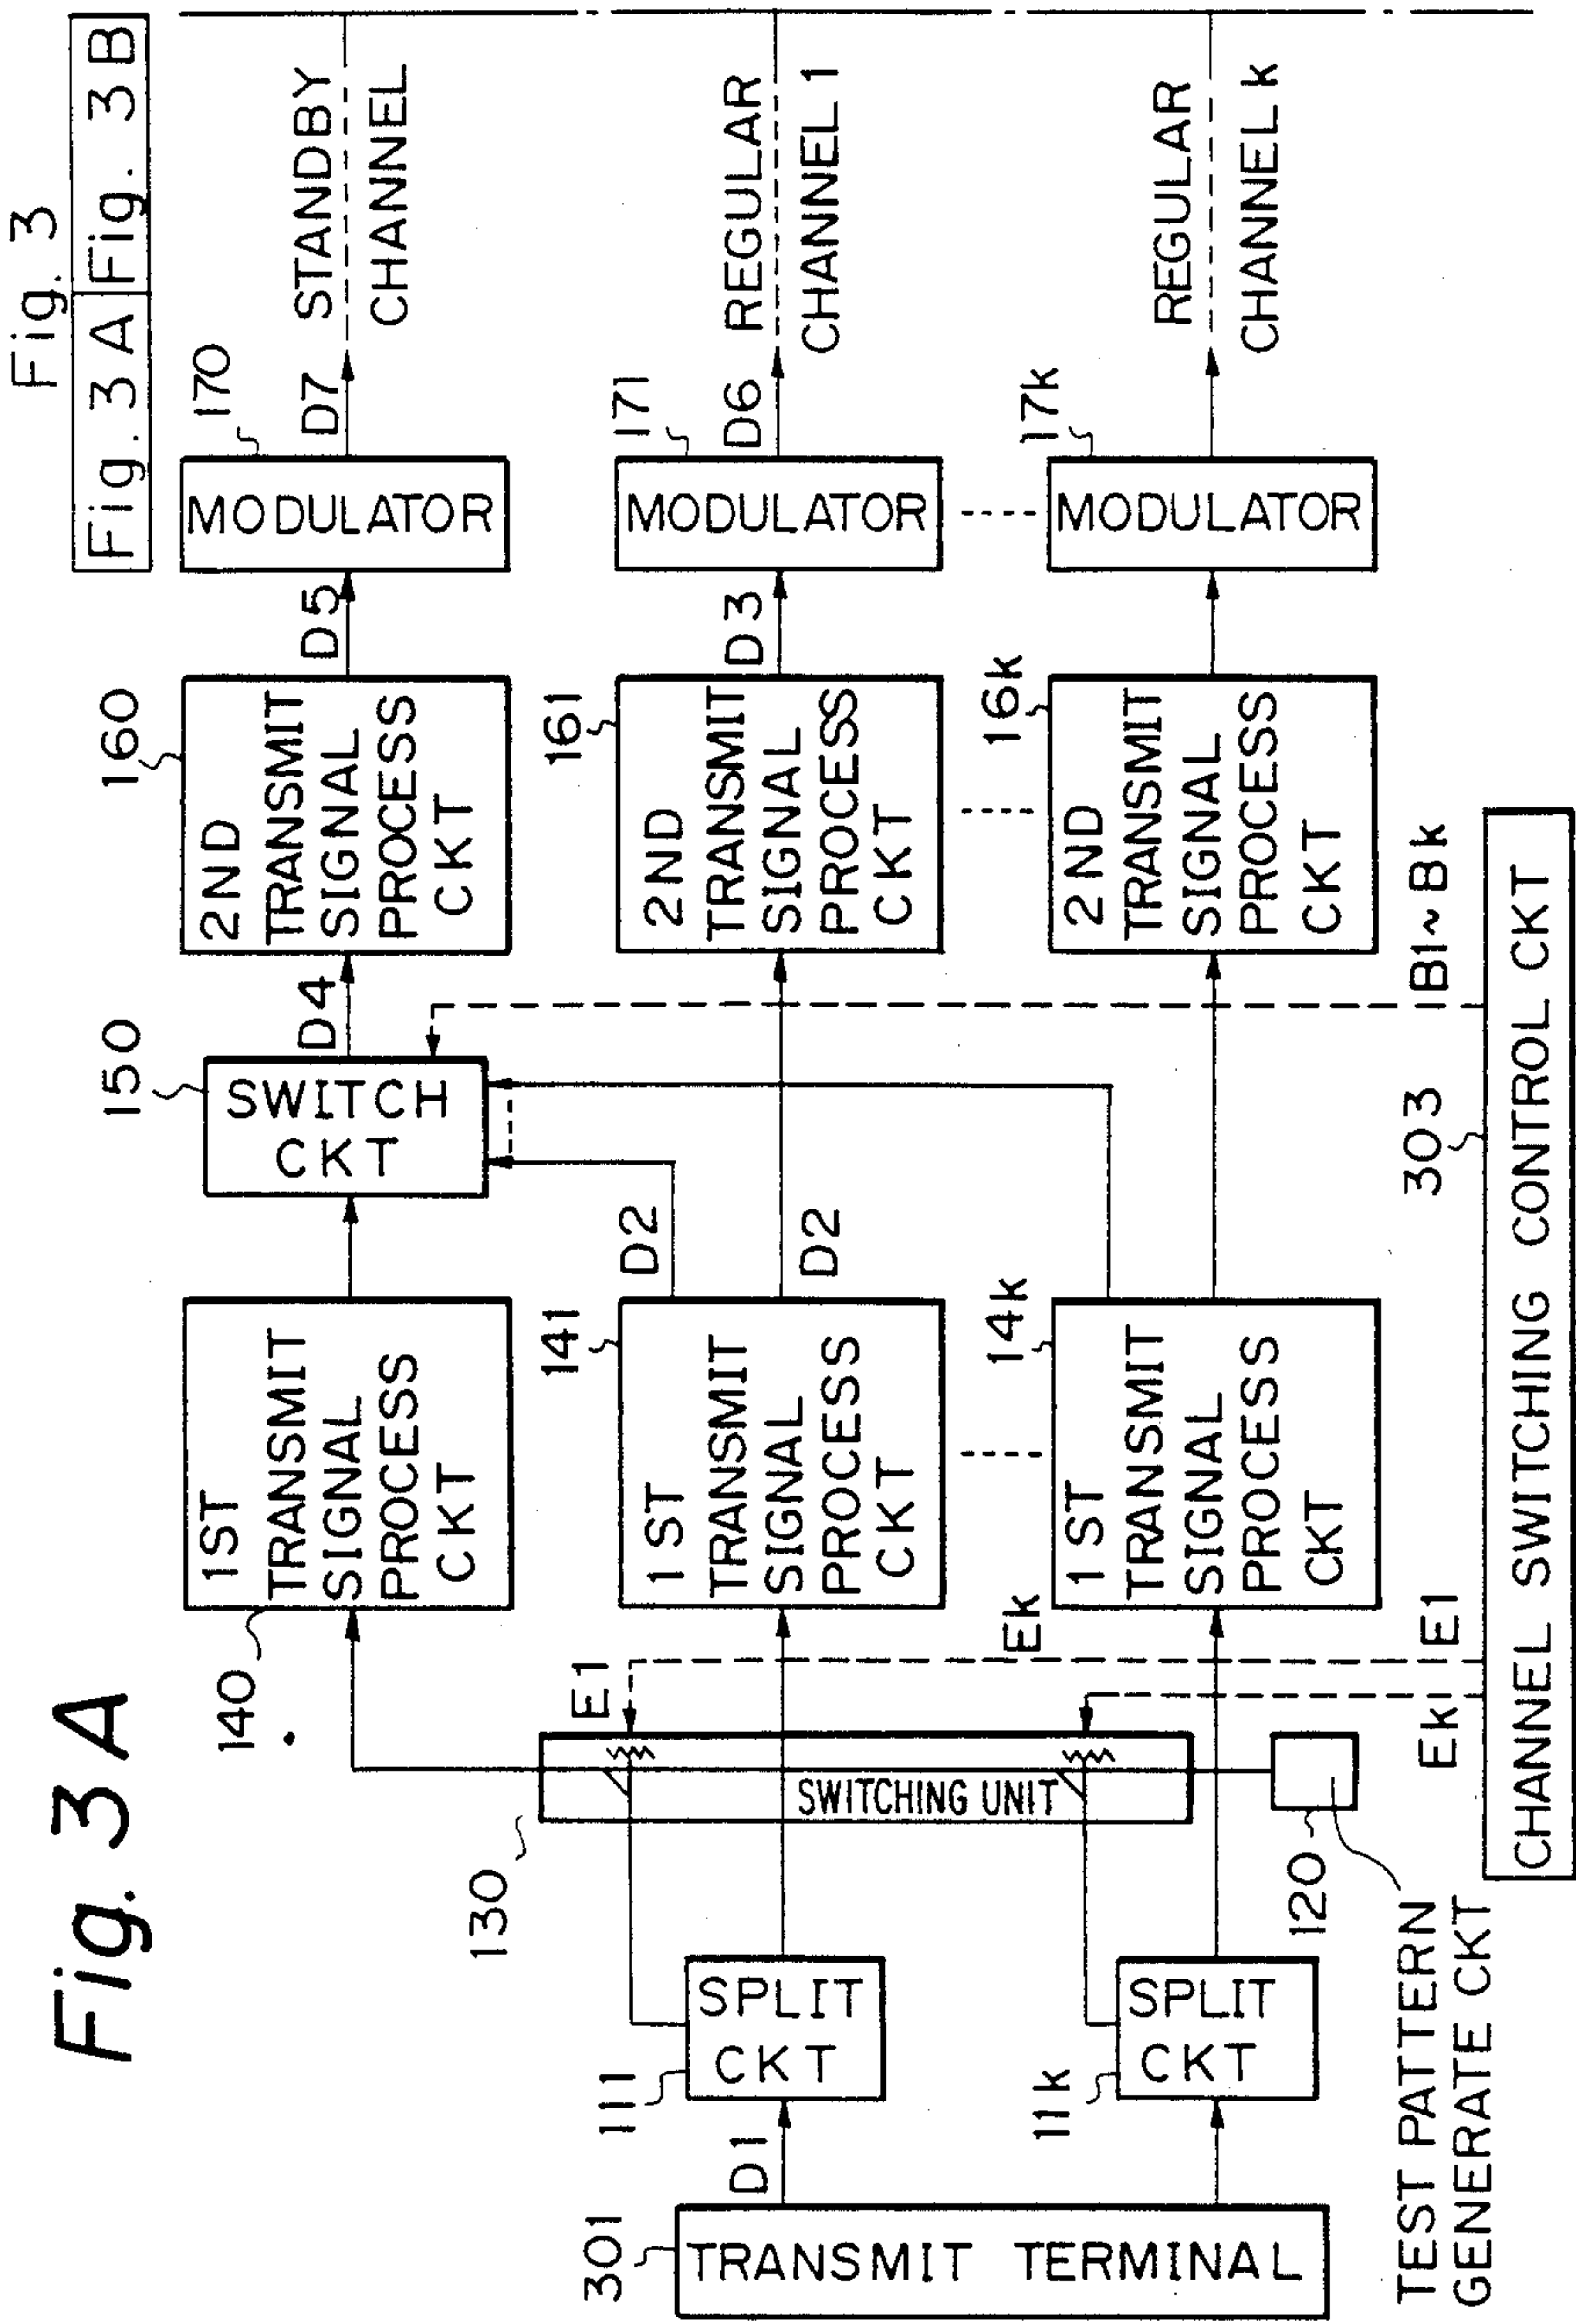 Fig. 3A
Fig. 3
Fig. 3A Fig. 3B
140
1ST
TRANSMIT
SIGNAL
PROCESS
CKT
150
SWITCH
CKT
D4
160
2ND
TRANSMIT
SIGNAL
PROCESS
CKT
D5
170
MODULATOR
D7
STANDBY
CHANNEL
301
TRANSMIT TERMINAL
D1
111
SPLIT
CKT
130
SWITCHING UNIT
E1
141
1ST
TRANSMIT
SIGNAL
PROCESS
CKT
D2
D2
161
2ND
TRANSMIT
SIGNAL
PROCESS
CKT
D3
171
MODULATOR
D6
REGULAR
CHANNEL 1
11k
SPLIT
CKT
Ek
14k
1ST
TRANSMIT
SIGNAL
PROCESS
CKT
16k
2ND
TRANSMIT
SIGNAL
PROCESS
CKT
17k
MODULATOR
REGULAR
CHANNEL k
120
TEST PATTERN
GENERATE CKT
Ek
E1
303
B1~Bk
CHANNEL SWITCHING CONTROL CKT